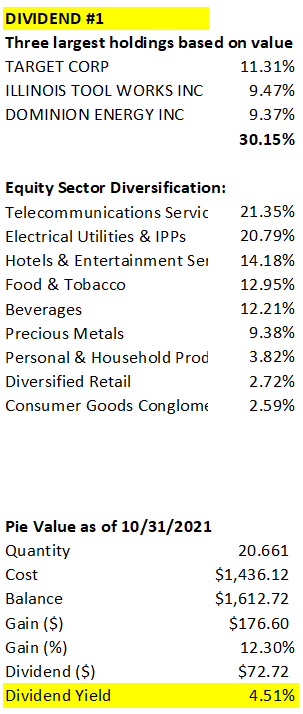 DIVIDEND #1
Three largest holdings based on value
TARGET CORP 11.31%
ILLINOIS TOOL WORKS INC 9.47%
DOMINION ENERGY INC 9.37%
30.15%
Equity Sector Diversification:
Telecommunications Servic 21.35%
Electrical Utilities & IPPs 20.79%
Hotels & Entertainment Ser 14.18%
Food & Tobacco 12.95%
Beverages 12.21%
Precious Metals 9.38%
Personal & Household Prod 3.82%
Diversified Retail 2.72%
Consumer Goods Conglome 2.59%
Pie Value as of 10/31/2021
Quantity 20.661
Cost $1,436.12
Balance $1,612.72
Gain ($) $176.60
Gain (%) 12.30%
Dividend ($) $72.72
Dividend Yield 4.51%